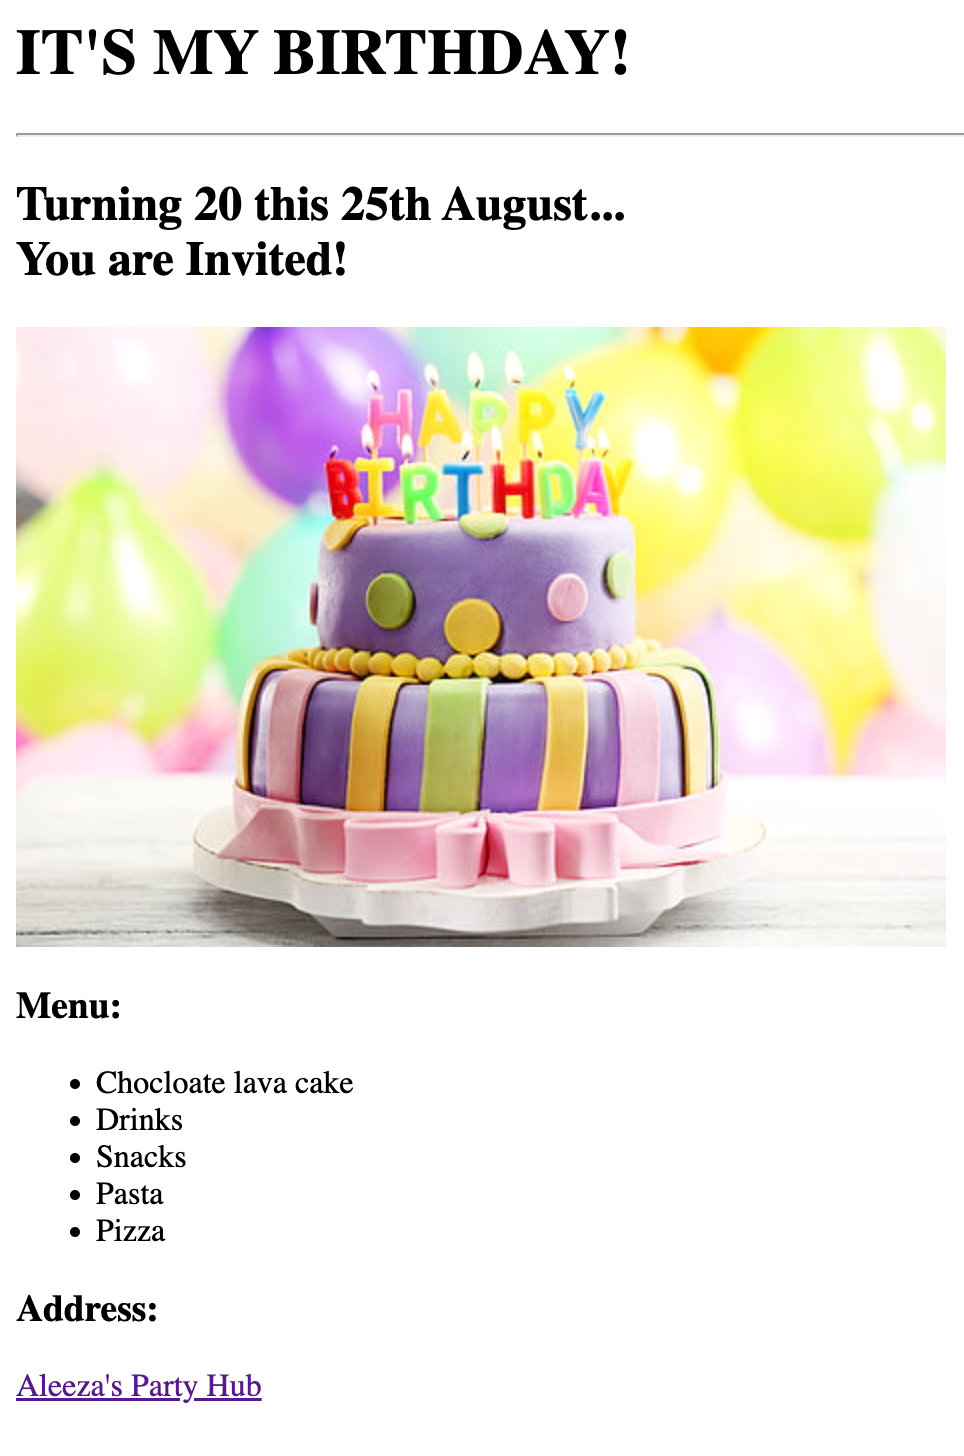 IT'S MY BIRTHDAY!
Turning 20 this 25th August...
You are Invited!
HAPPY
BIRTHDAY
Menu:
Chocloate lava cake
Drinks
Snacks
Pasta
Pizza
Address:
Aleeza's Party Hub